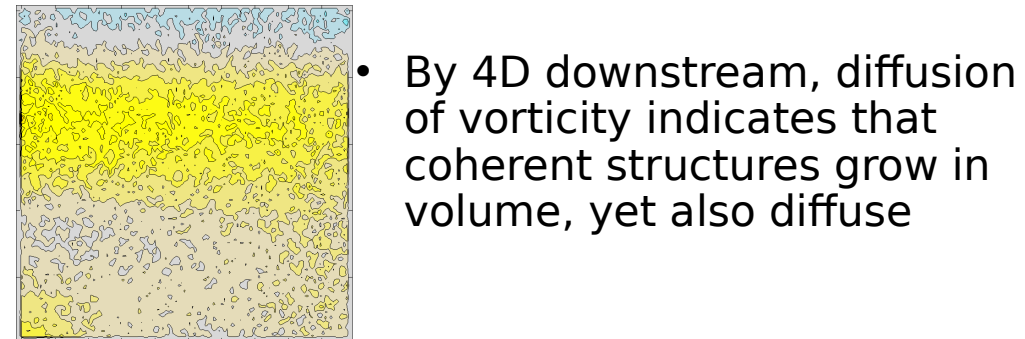 • By 4D downstream, diffusion
of vorticity indicates that
coherent structures grow in
volume, yet also diffuse